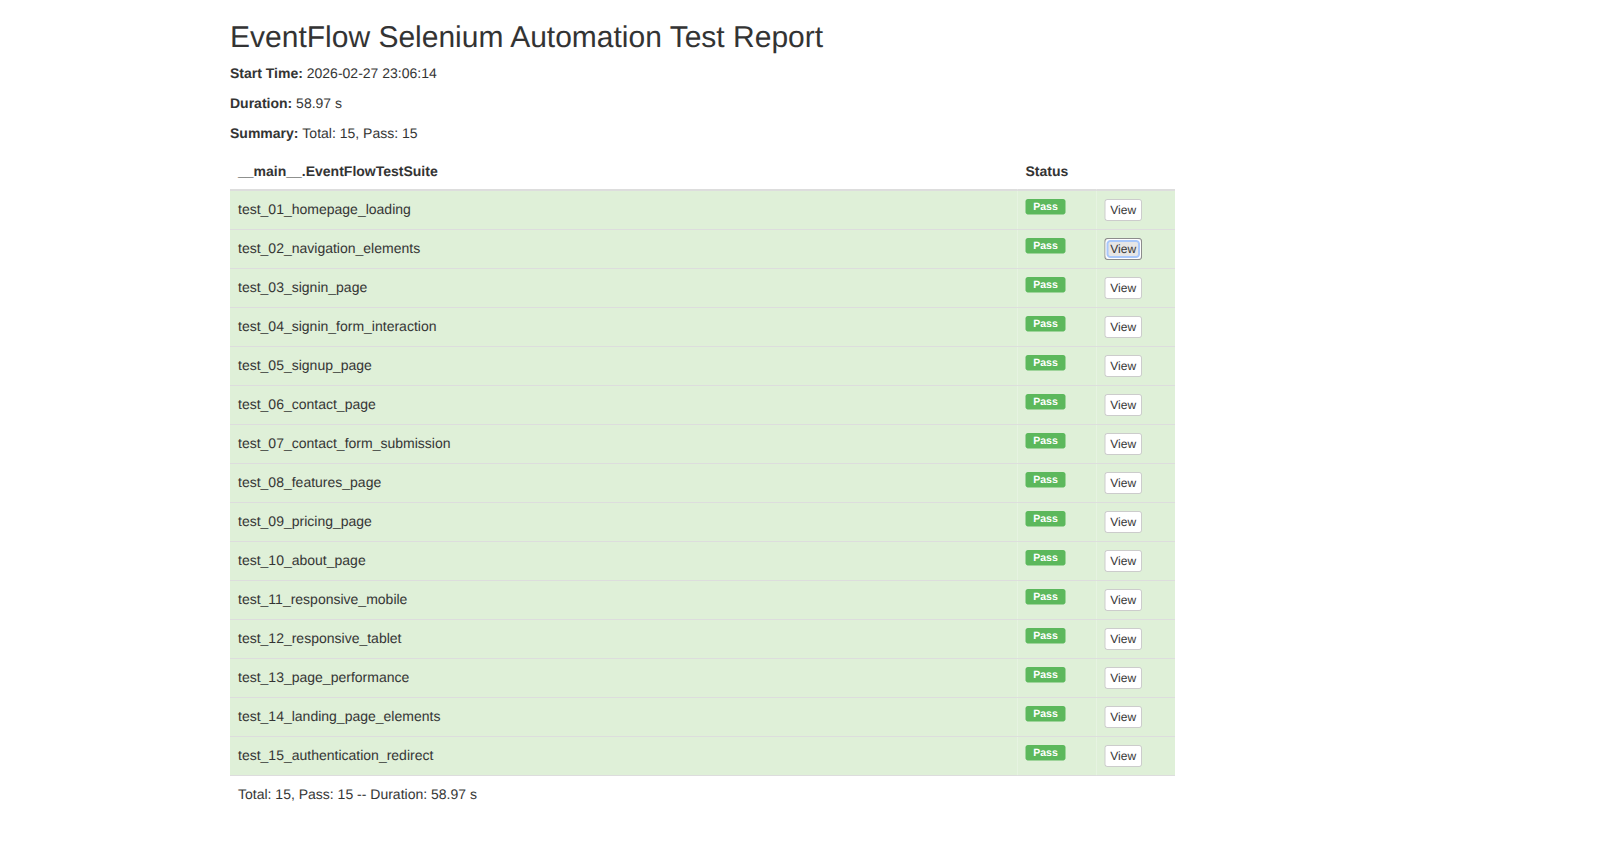 EventFlow Selenium Automation Test Report
Start Time: 2026-02-27 23:06:14
Duration: 58.97 s
Summary: Total: 15, Pass: 15
__main__.EventFlowTestSuite Status
test_01_homepage_loading Pass View
test_02_navigation_elements Pass View
test_03_signin_page Pass View
test_04_signin_form_interaction Pass View
test_05_signup_page Pass View
test_06_contact_page Pass View
test_07_contact_form_submission Pass View
test_08_features_page Pass View
test_09_pricing_page Pass View
test_10_about_page Pass View
test_11_responsive_mobile Pass View
test_12_responsive_tablet Pass View
test_13_page_performance Pass View
test_14_landing_page_elements Pass View
test_15_authentication_redirect Pass View
Total: 15, Pass: 15 -- Duration: 58.97 s